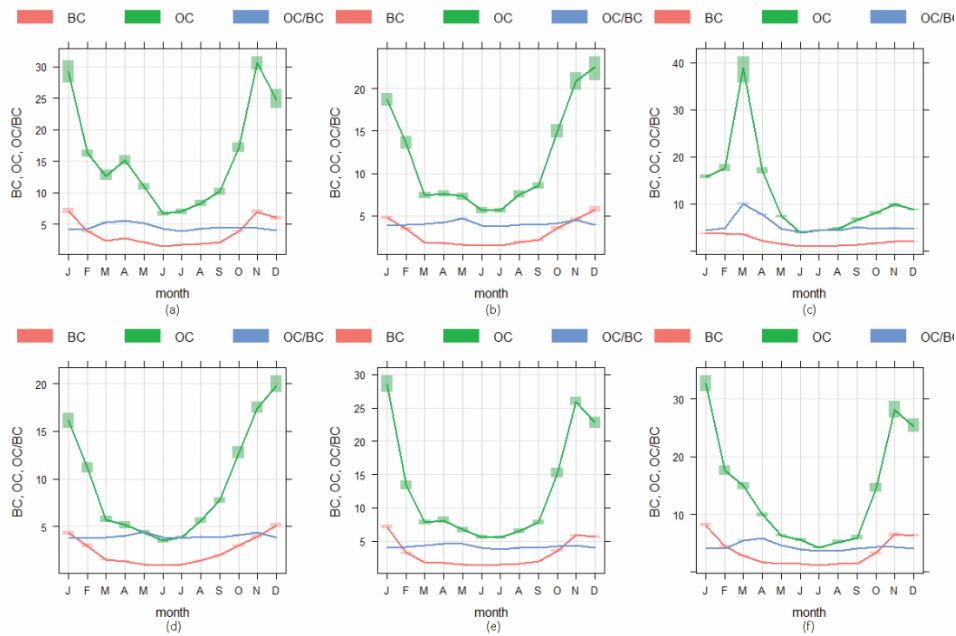 BC OC OC/BC BC OC OC/BC BC OC OC/BC
J F M A M J J A S O N D
J F M A M J J A S O N D
J F M A M J J A S O N D
BC, OC, OC/BC
30
25
20
15
10
5
month
(a)
BC, OC, OC/BC
20
15
10
5
month
(b)
BC, OC, OC/BC
40
30
20
10
0
month
(c)
BC OC OC/BC BC OC OC/BC BC OC OC/BC
BC, OC, OC/BC
20
15
10
5
J F M A M J J A S O N D
month
(d)
BC, OC, OC/BC
30
25
20
15
10
5
J F M A M J J A S O N D
month
(e)
BC, OC, OC/BC
30
20
10
0
J F M A M J J A S O N D
month
(f)